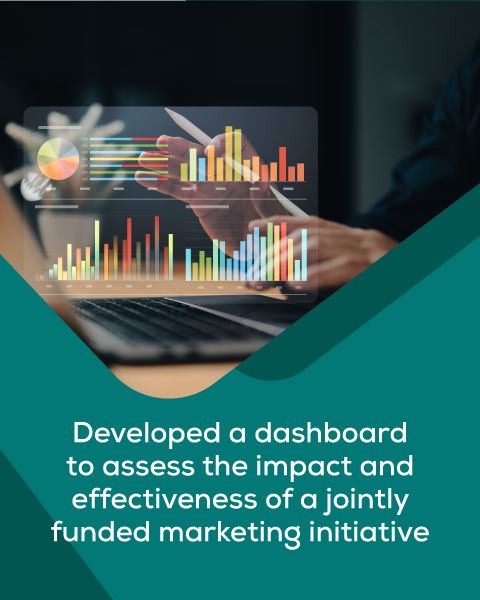 Developed a dashboard
to assess the impact and
effectiveness of a jointly
funded marketing initiative